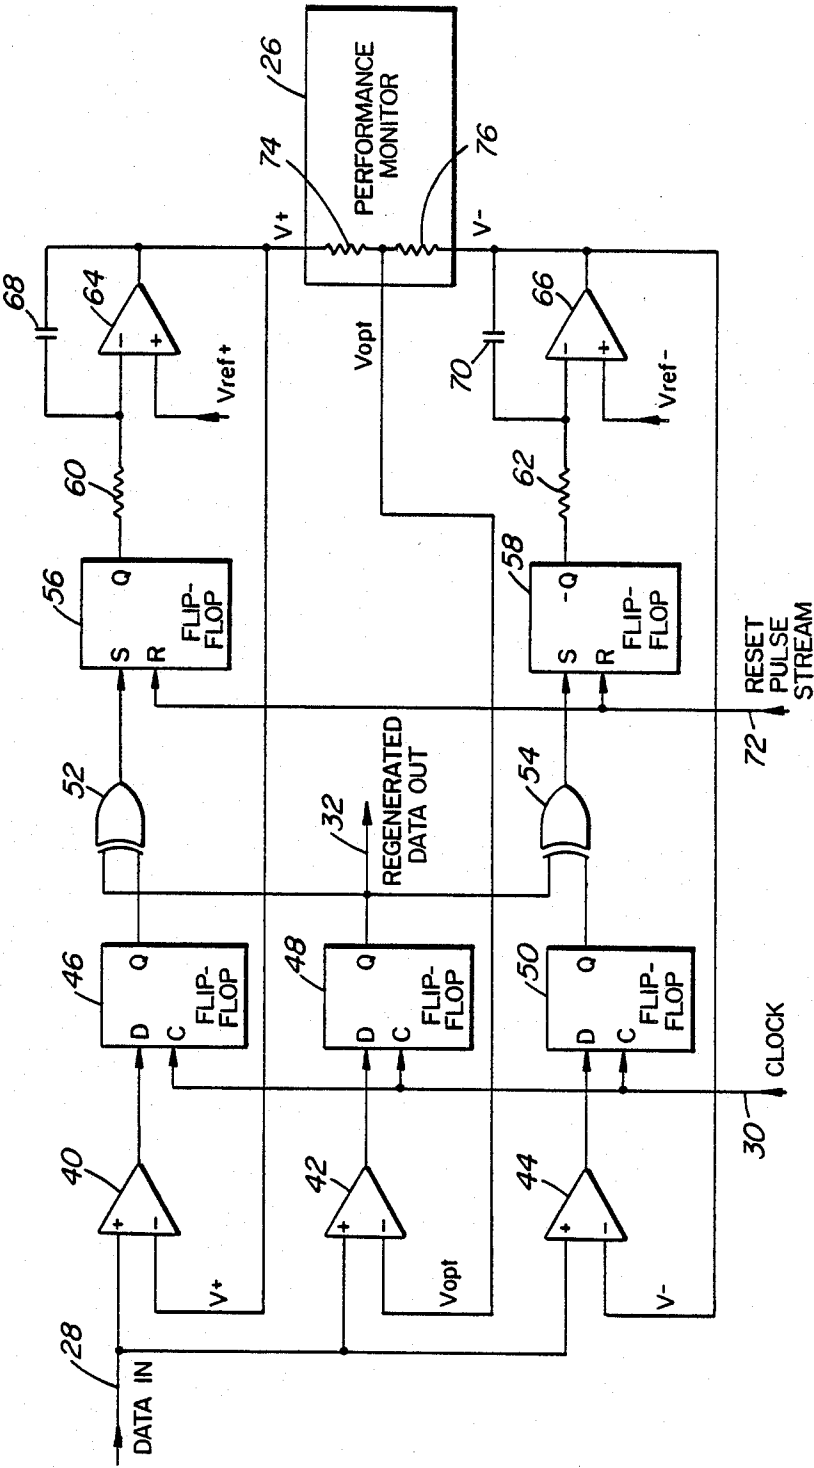 68
64
V+
74
26
PERFORMANCE
MONITOR
76
V-
66
70
Vopt
Vref+
Vref-
−
+
−
+
60
62
56
S
Q
R
FLIP-
FLOP
58
S
-Q
R
FLIP-
FLOP
RESET
PULSE
STREAM
72
52
54
32
REGENERATED
DATA OUT
46
D
Q
C
FLIP-
FLOP
48
D
Q
C
FLIP-
FLOP
50
D
Q
C
FLIP-
FLOP
CLOCK
30
40
+
−
42
+
−
44
+
−
V+
Vopt
V-
28
DATA IN